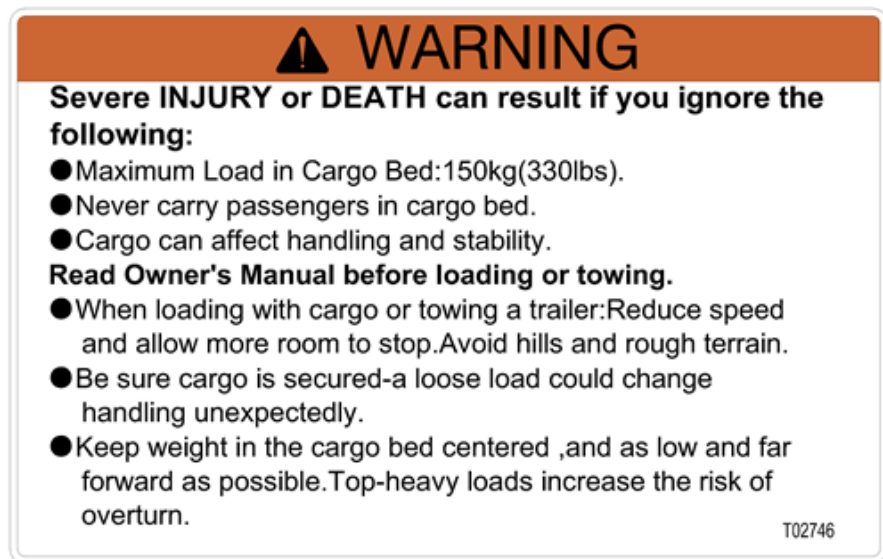 WARNING
Severe INJURY or DEATH can result if you ignore the
following:
●Maximum Load in Cargo Bed:150kg(330lbs).
●Never carry passengers in cargo bed.
●Cargo can affect handling and stability.
Read Owner's Manual before loading or towing.
●When loading with cargo or towing a trailer:Reduce speed
and allow more room to stop.Avoid hills and rough terrain.
●Be sure cargo is secured-a loose load could change
handling unexpectedly.
●Keep weight in the cargo bed centered ,and as low and far
forward as possible.Top-heavy loads increase the risk of
overturn.
T02746